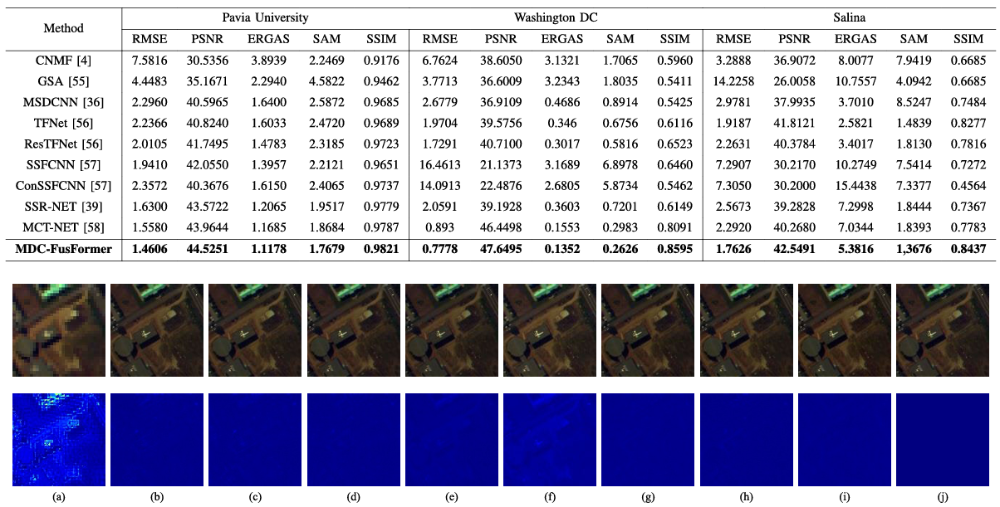 Method Pavia University Washington DC Salina
RMSE PSNR ERGAS SAM SSIM RMSE PSNR ERGAS SAM SSIM RMSE PSNR ERGAS SAM SSIM
CNMF [4] 7.5816 30.5356 3.8939 2.2469 0.9176 6.7624 38.6050 3.1321 1.7065 0.5960 3.2888 36.9072 8.0077 7.9419 0.6685
GSA [55] 4.4483 35.1671 2.2940 4.5822 0.9462 3.7713 36.6009 3.2343 1.8035 0.5411 14.2258 26.0058 10.7557 4.0942 0.6685
MSDCNN [36] 2.2960 40.5965 1.6400 2.5872 0.9685 2.6779 36.9109 0.4686 0.8914 0.5425 2.9781 37.9935 3.7010 8.5247 0.7484
TFNet [56] 2.2366 40.8240 1.6033 2.4720 0.9689 1.9704 39.5756 0.346 0.6756 0.6116 1.9187 41.8121 2.5821 1.4839 0.8277
ResTFNet [56] 2.0105 41.7495 1.4783 2.3185 0.9723 1.7291 40.7100 0.3017 0.5816 0.6523 2.2631 40.3784 3.4017 1.8130 0.7816
SSFCNN [57] 1.9410 42.0550 1.3957 2.2121 0.9651 16.4613 21.1373 3.1689 6.8978 0.6460 7.2907 30.2170 10.2749 7.5414 0.7272
ConSSFCNN [57] 2.3572 40.3676 1.6150 2.4065 0.9737 14.0913 22.4876 2.6805 5.8734 0.5462 7.3050 30.2000 15.4438 7.3377 0.4564
SSR-NET [39] 1.6300 43.5722 1.2065 1.9517 0.9779 2.0591 39.1928 0.3603 0.7201 0.6149 2.5673 39.2828 7.2998 1.8444 0.7367
MCT-NET [58] 1.5580 43.9644 1.1685 1.8684 0.9787 0.893 46.4498 0.1553 0.2983 0.8091 2.2920 40.2680 7.0344 1.8393 0.7783
MDC-FusFormer 1.4606 44.5251 1.1178 1.7679 0.9821 0.7778 47.6495 0.1352 0.2626 0.8595 1.7626 42.5491 5.3816 1,3676 0.8437
(a) (b) (c) (d) (e) (f) (g) (h) (i) (j)